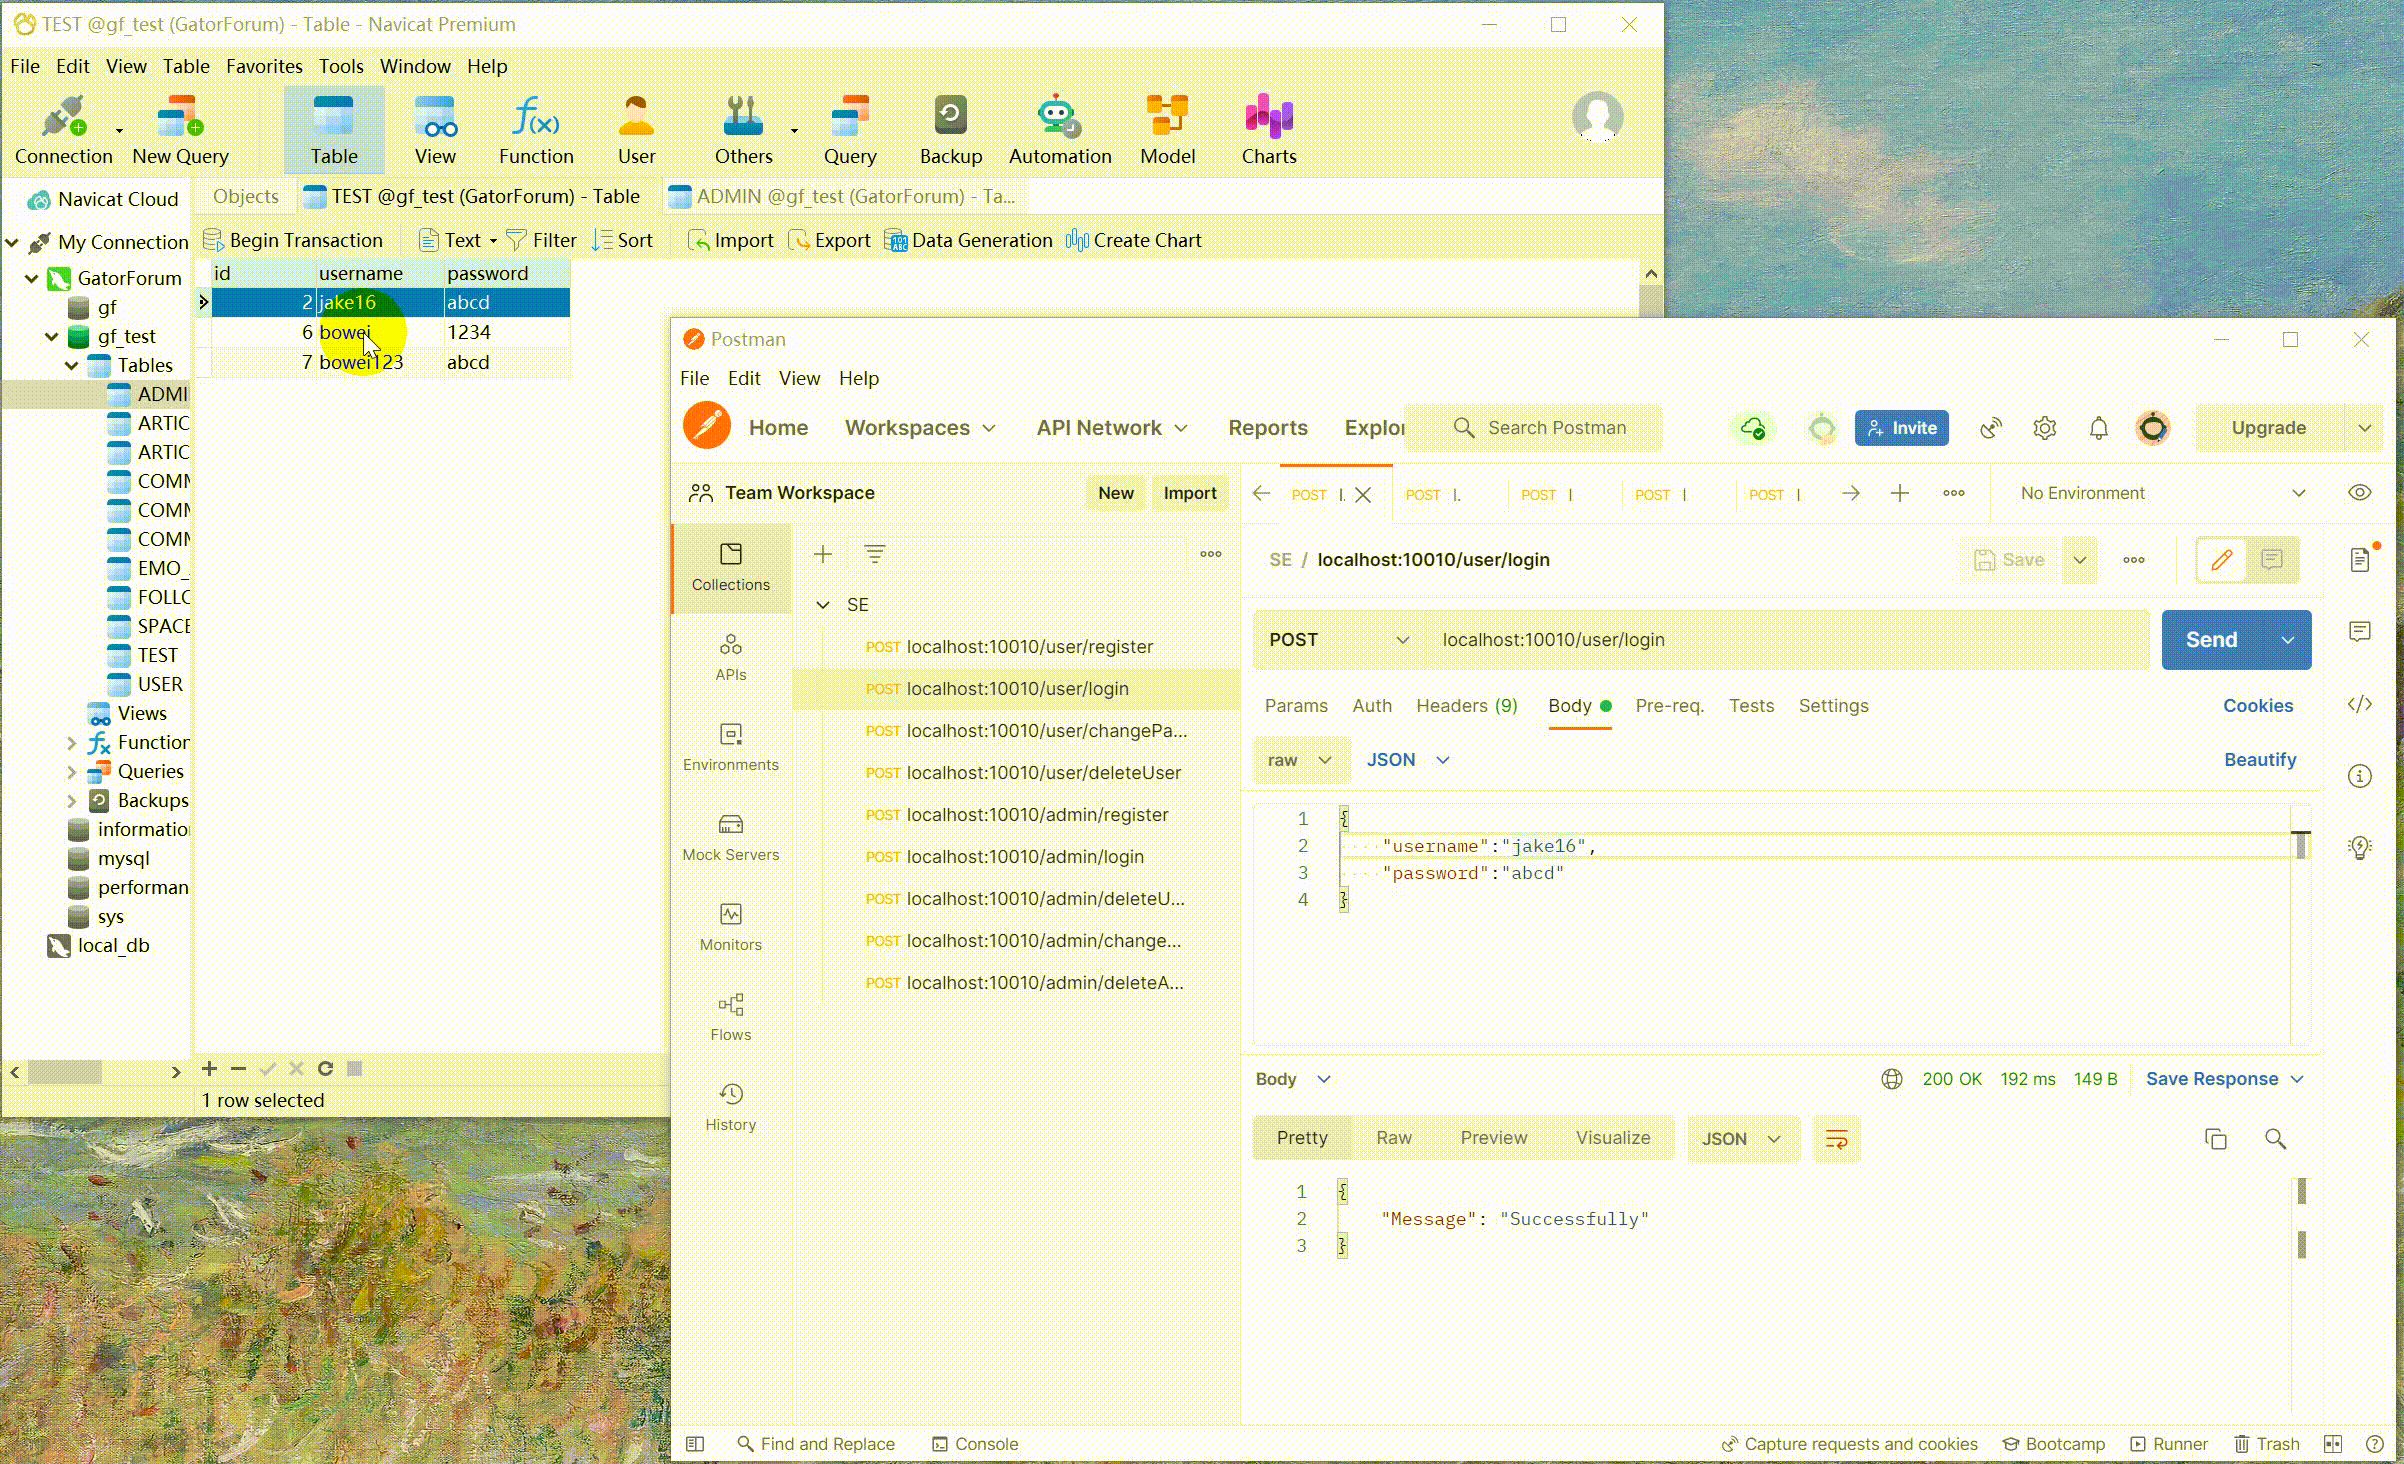 TEST @gf_test (GatorForum) - Table - Navicat Premium
File Edit View Table Favorites Tools Window Help
Connection New Query Table View Function User Others Query Backup Automation Model Charts
Navicat Cloud
My Connection
GatorForum
gf
gf_test
Tables
ADMI
ARTIC
ARTIC
COMM
COMM
COMM
EMO_
FOLLO
SPACE
TEST
USER
Views
Function
Queries
Backups
information
mysql
performan
sys
local_db
Objects TEST @gf_test (GatorForum) - Table ADMIN @gf_test (GatorForum) - Ta...
Begin Transaction Text Filter Sort Import Export Data Generation Create Chart
id username password
2 jake16 abcd
6 bowei 1234
7 bowei123 abcd
1 row selected
Postman
File Edit View Help
Home Workspaces API Network Reports Explor Search Postman Invite Upgrade
Team Workspace New Import
Collections
APIs
Environments
Mock Servers
Monitors
Flows
History
SE
POST localhost:10010/user/register
POST localhost:10010/user/login
POST localhost:10010/user/changePa...
POST localhost:10010/user/deleteUser
POST localhost:10010/admin/register
POST localhost:10010/admin/login
POST localhost:10010/admin/deleteU...
POST localhost:10010/admin/change...
POST localhost:10010/admin/deleteA...
POST l. POST l. POST l POST l POST l No Environment
SE / localhost:10010/user/login Save
POST localhost:10010/user/login Send
Params Auth Headers (9) Body Pre-req. Tests Settings Cookies
raw JSON Beautify
1 {
2 "username":"jake16",
3 "password":"abcd"
4 }
Body 200 OK 192 ms 149 B Save Response
Pretty Raw Preview Visualize JSON
1 {
2 "Message": "Successfully"
3 }
Find and Replace Console Capture requests and cookies Bootcamp Runner Trash